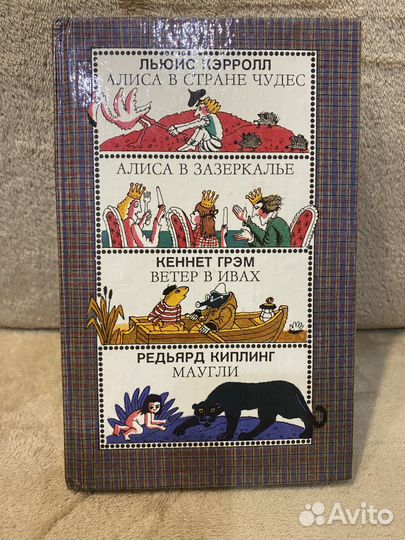 ЛЬЮИС КЭРРОЛЛ
АЛИСА В СТРАНЕ ЧУДЕС
АЛИСА В ЗАЗЕРКАЛЬЕ
КЕННЕТ ГРЭМ
ВЕТЕР В ИВАХ
РЕДЬЯРД КИПЛИНГ
МАУГЛИ
Avito